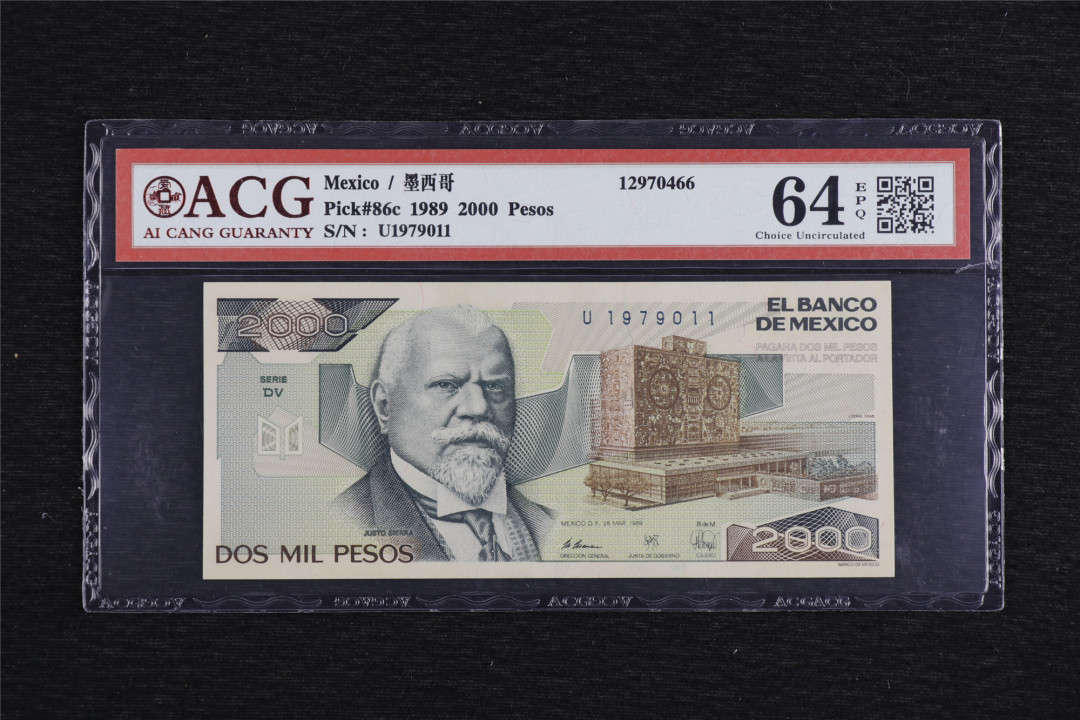 ACG
AI CANG GUARANTY
Mexico / 墨西哥
Pick#86c 1989 2000 Pesos
S/N : U1979011
12970466
64
EPQ
Choice Uncirculated
2000
U 1979011
EL BANCO
DE MEXICO
PAGARA DOS MIL PESOS
A LA VISTA AL PORTADOR
SERIE
DV
JUSTO SIERRA
DOS MIL PESOS
MEXICO D.F. 28 MAR. 1989
B de M
DIRECCION GENERAL
JUNTA DE GOBIERNO
CAJERO
2000
BANCO DE MEXICO